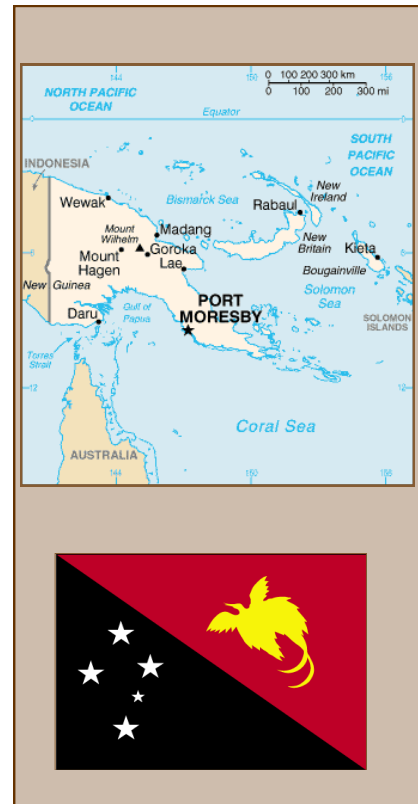 144
150
156
0 100 200 300 km
0 100 200 300 mi
NORTH PACIFIC
OCEAN
Equator
SOUTH
PACIFIC
OCEAN
INDONESIA
Wewak
Bismarck Sea
Rabaul
New
Ireland
Mount
Wilhelm
Madang
Goroka
Mount
Hagen
Lae
New
Britain
Kieta
Bougainville
New Guinea
Solomon
Sea
PORT
MORESBY
Daru
Gulf of
Papua
SOLOMON
ISLANDS
Torres
Strait
12
12
Coral Sea
AUSTRALIA
144
150
156